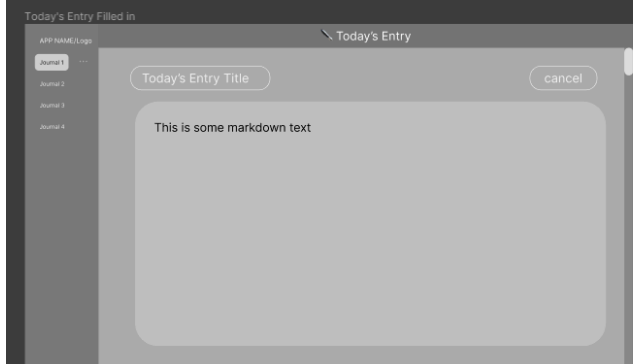 Today's Entry Filled in
APP NAME/Logo
Today's Entry
Journal 1
...
Journal 2
Journal 3
Journal 4
Today's Entry Title
cancel
This is some markdown text